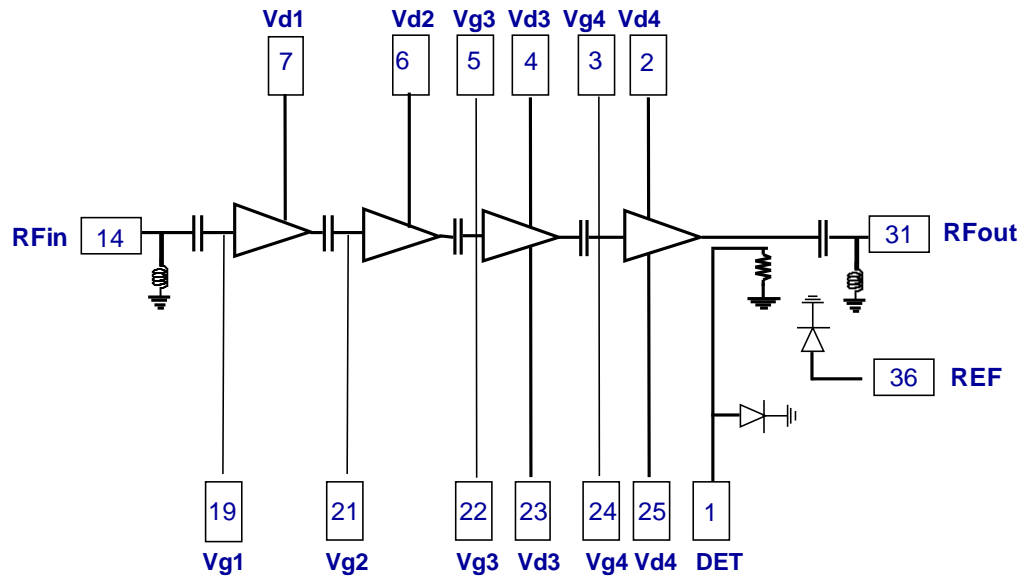 Vd1 Vd2 Vg3 Vd3 Vg4 Vd4
7 6 5 4 3 2
RFin 14 31 RFout
36 REF
19 21 22 23 24 25 1
Vg1 Vg2 Vg3 Vd3 Vg4 Vd4 DET